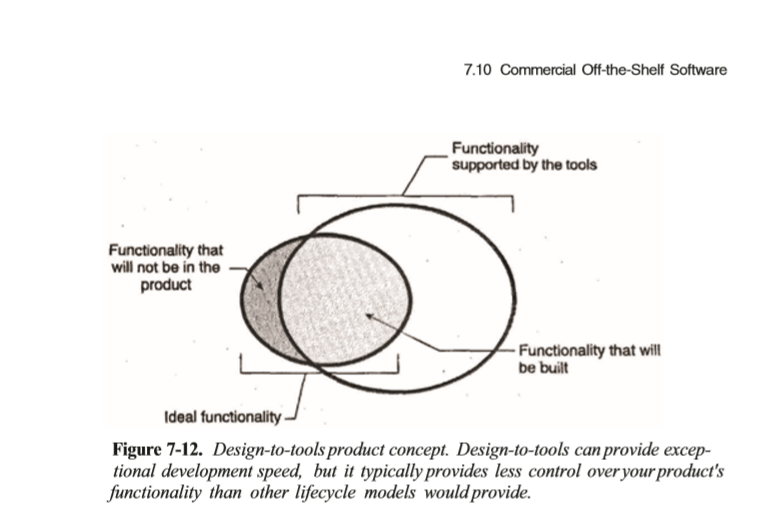 7.10 Commercial Off-the-Shelf Software
Functionality
supported by the tools
Functionality that
will not be in the
product
Functionality that will
be built
Ideal functionality
Figure 7-12. Design-to-tools product concept. Design-to-tools can provide excep-
tional development speed, but it typically provides less control over your product's
functionality than other lifecycle models would provide.